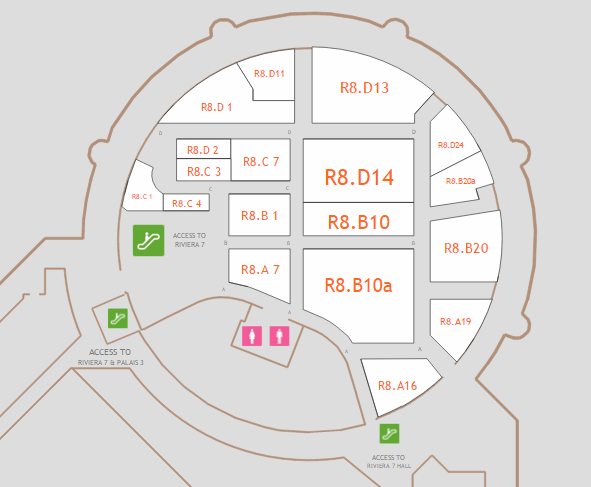 R8.D11
R8.D 1
R8.D13
D
D
D
R8.D 2
R8.C 3
R8.C 7
R8.D14
R8.D24
R8.B20a
R8.C 1
R8.C 4
C
C
R8.B 1
R8.B10
ACCESS TO
RIVIERA 7
B
B
B
R8.B20
R8.A 7
R8.B10a
A
A
R8.A19
A
A
ACCESS TO
RIVIERA 7 & PALAIS 3
R8.A16
ACCESS TO
RIVIERA 7 HALL